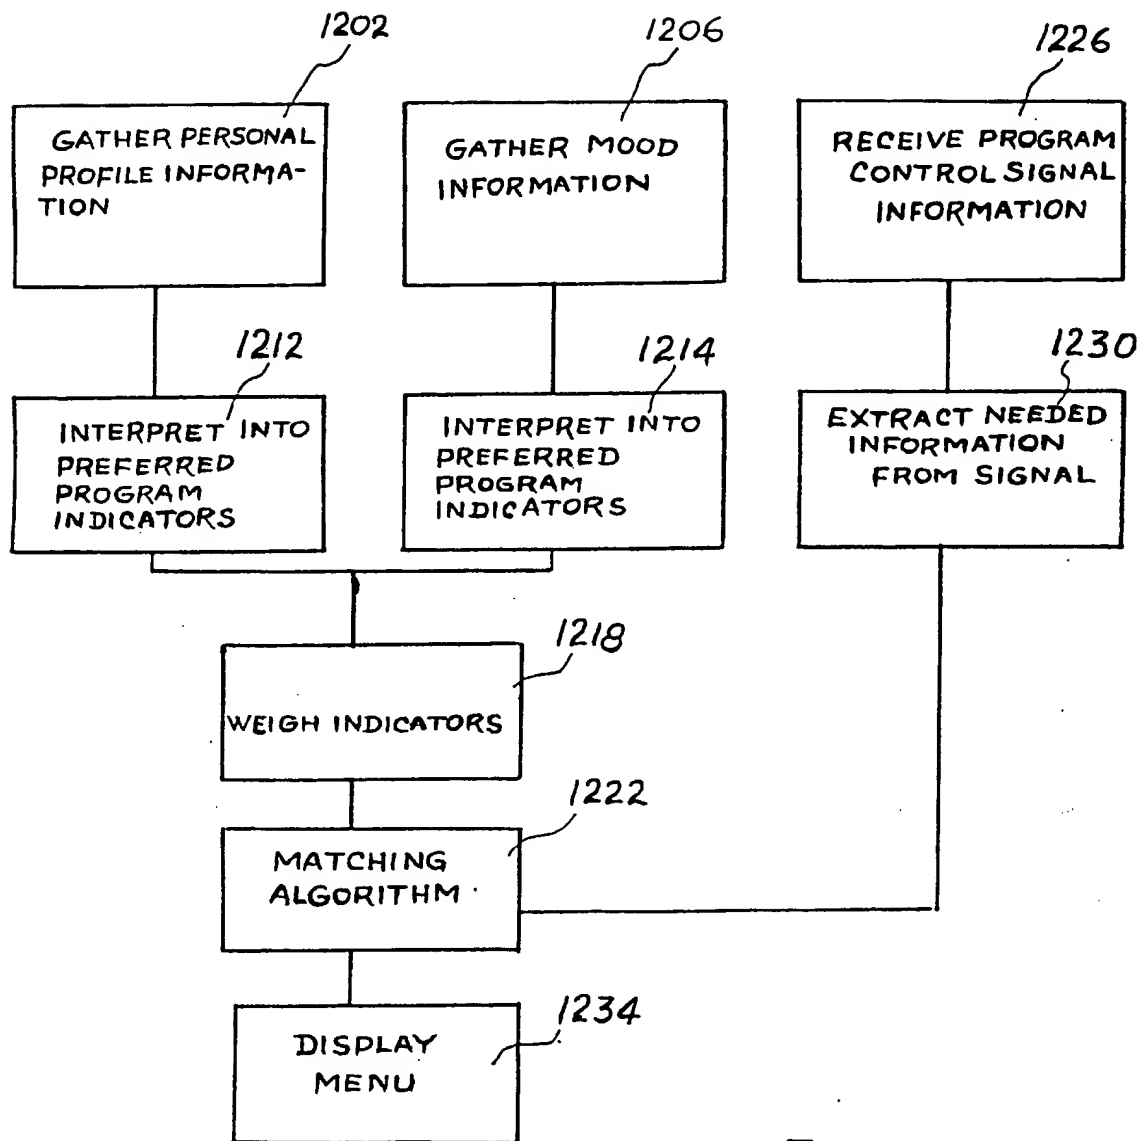 1202
1206
1226
GATHER PERSONAL
PROFILE INFORMA-
TION
GATHER MOOD
INFORMATION
RECEIVE PROGRAM
CONTROL SIGNAL
INFORMATION
1212
1214
1230
INTERPRET INTO
PREFERRED
PROGRAM
INDICATORS
INTERPRET INTO
PREFERRED
PROGRAM
INDICATORS
EXTRACT NEEDED
INFORMATION
FROM SIGNAL
1218
WEIGH INDICATORS
1222
MATCHING
ALGORITHM
1234
DISPLAY
MENU